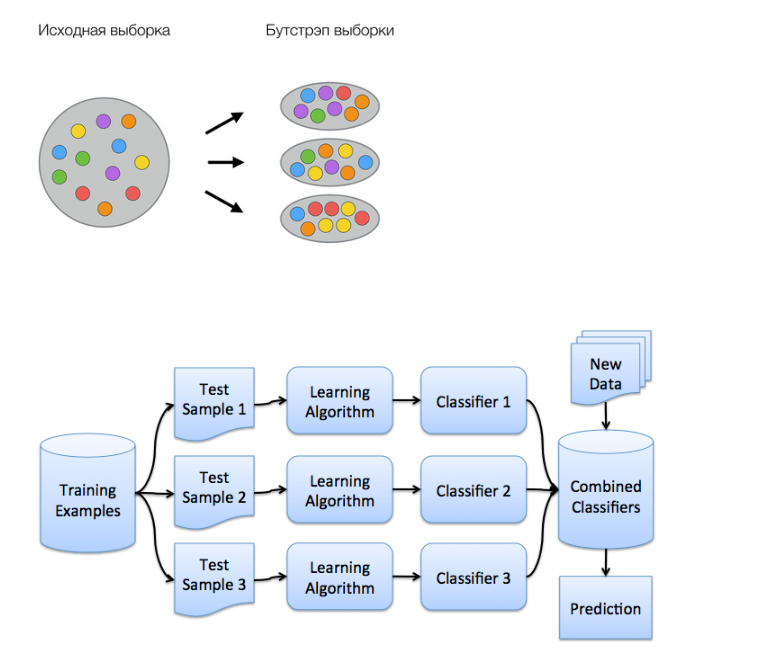 Исходная выборка
Бутстрэп выборки
New
Data
Test
Sample 1
Learning
Algorithm
Classifier 1
Training
Examples
Test
Sample 2
Learning
Algorithm
Classifier 2
Combined
Classifiers
Test
Sample 3
Learning
Algorithm
Classifier 3
Prediction